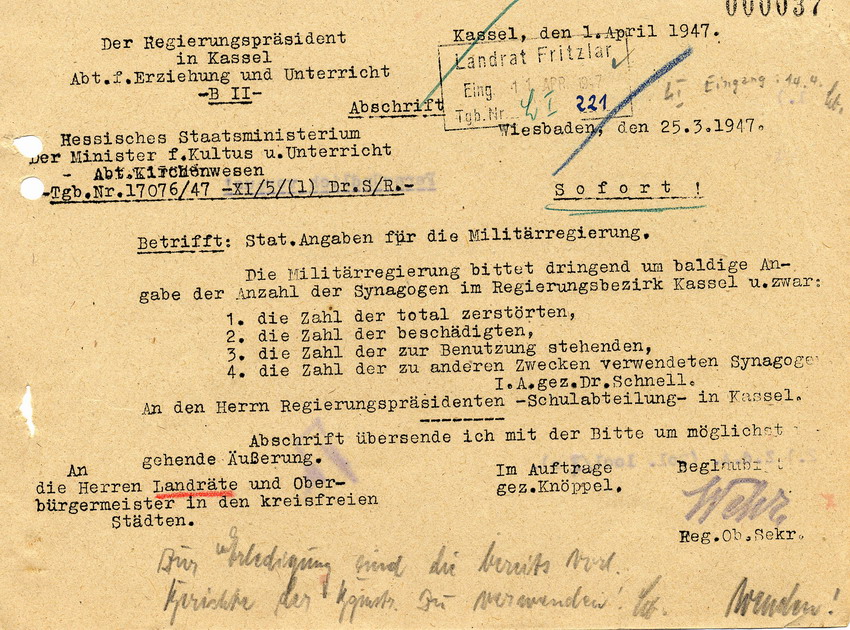 000037
Der Regierungspräsident
in Kassel
Abt.f.Erziehung und Unterricht
-B II-
Kassel, den 1.April 1947.
Landrat Fritzlar
Eing. 11 APR 1947
Tgb.Nr. LI 221
LI Eingang: 14.4.
Abschrift
Wiesbaden, den 25.3.1947.
Hessisches Staatsministerium
Der Minister f.Kultus u.Unterricht
- Abt.Kirchenwesen
-Tgb.Nr.17076/47 -XI/5/(1) Dr.S/R.-
Sofort !
Betrifft: Stat.Angaben für die Militärregierung.
Die Militärregierung bittet dringend um baldige An-
gabe der Anzahl der Synagogen im Regierungsbezirk Kassel u.zwar:
1. die Zahl der total zerstörten,
2. die Zahl der beschädigten,
3. die Zahl der zur Benutzung stehenden,
4. die Zahl der zu anderen Zwecken verwendeten Synagoge
I.A.gez.Dr.Schnell.
An den Herrn Regierungspräsidenten -Schulabteilung- in Kassel.
Abschrift übersende ich mit der Bitte um möglichst
gehende Äußerung.
An
die Herren Landräte und Ober-
bürgermeister in den kreisfreien
Städten.
Im Auftrage
gez.Knöppel.
Beglaubigt
Wehr
Reg.Ob.Sekr.
Zur Erledigung sind die bereits vorl.
Berichte der Bgmstr. zu verwenden!
Wenden!